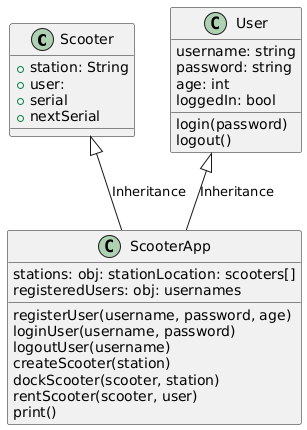 C Scooter
station: String
user:
serial
nextSerial
C User
username: string
password: string
age: int
loggedIn: bool
login(password)
logout()
Inheritance
Inheritance
C ScooterApp
stations: obj: stationLocation: scooters[]
registeredUsers: obj: usernames
registerUser(username, password, age)
loginUser(username, password)
logoutUser(username)
createScooter(station)
dockScooter(scooter, station)
rentScooter(scooter, user)
print()